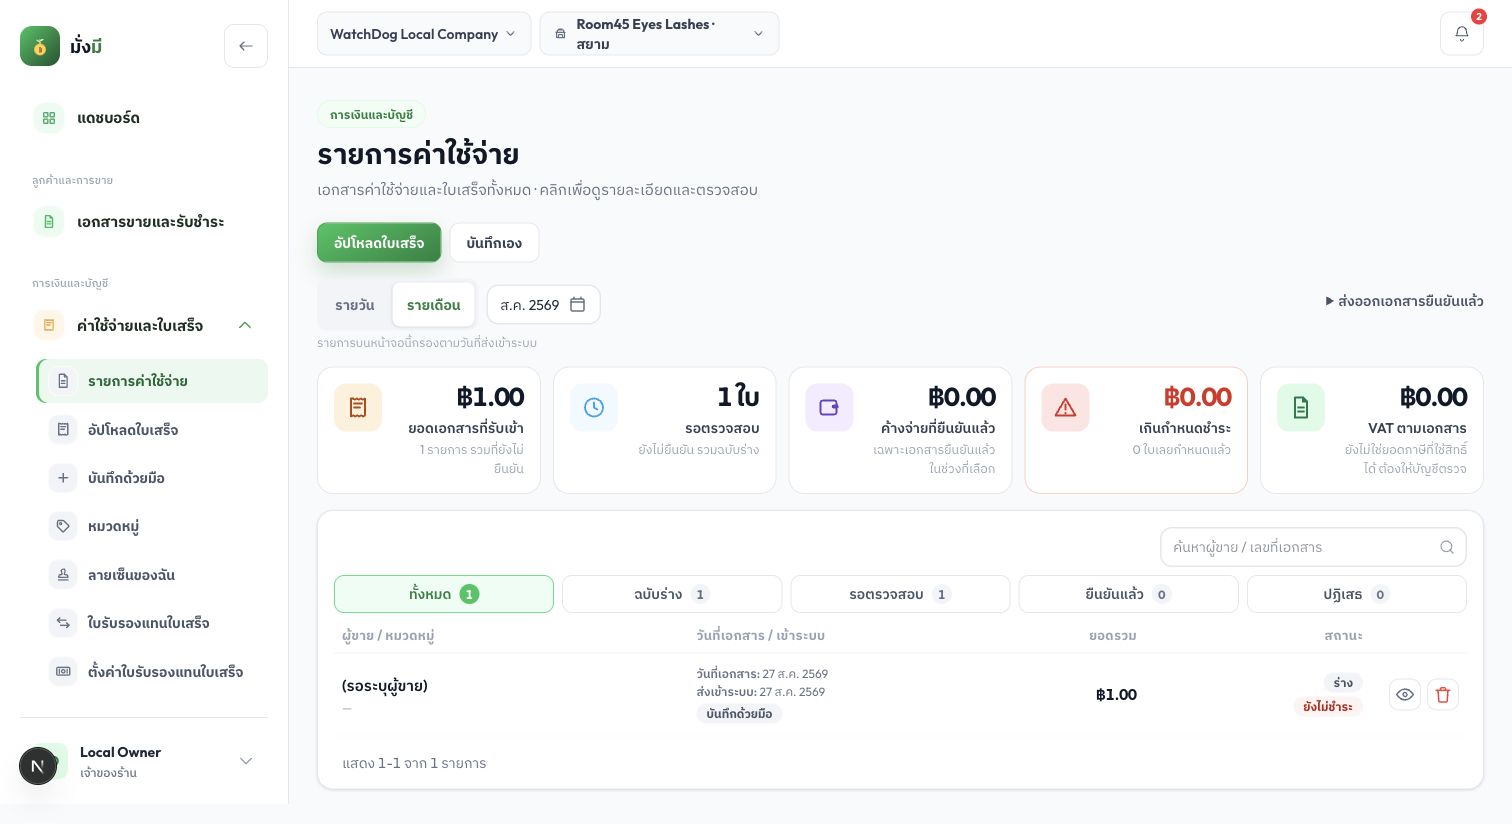 มั่งมี
แดชบอร์ด
ลูกค้าและการขาย
เอกสารขายและรับชำระ
การเงินและบัญชี
ค่าใช้จ่ายและใบเสร็จ
รายการค่าใช้จ่าย
อัปโหลดใบเสร็จ
บันทึกด้วยมือ
หมวดหมู่
ลายเซ็นของฉัน
ใบรับรองแทนใบเสร็จ
ตั้งค่าใบรับรองแทนใบเสร็จ
N
Local Owner
เจ้าของร้าน
WatchDog Local Company
Room45 Eyes Lashes ·
สยาม
2
การเงินและบัญชี
รายการค่าใช้จ่าย
เอกสารค่าใช้จ่ายและใบเสร็จทั้งหมด · คลิกเพื่อดูรายละเอียดและตรวจสอบ
อัปโหลดใบเสร็จ
บันทึกเอง
รายวัน
รายเดือน
ส.ค. 2569
ส่งออกเอกสารยืนยันแล้ว
รายการบนหน้าจอนี้กรองตามวันที่ส่งเข้าระบบ
฿1.00
ยอดเอกสารที่รับเข้า
1 รายการ รวมที่ยังไม่
ยืนยัน
1 ใบ
รอตรวจสอบ
ยังไม่ยืนยัน รวมฉบับร่าง
฿0.00
ค้างจ่ายที่ยืนยันแล้ว
เฉพาะเอกสารยืนยันแล้ว
ในช่วงที่เลือก
฿0.00
เกินกำหนดชำระ
0 ใบเลยกำหนดแล้ว
฿0.00
VAT ตามเอกสาร
ยังไม่ใช่ยอดภาษีที่ใช้สิทธิ์
ได้ ต้องให้บัญชีตรวจ
ค้นหาผู้ขาย / เลขที่เอกสาร
ทั้งหมด 1
ฉบับร่าง 1
รอตรวจสอบ 1
ยืนยันแล้ว 0
ปฏิเสธ 0
ผู้ขาย / หมวดหมู่
วันที่เอกสาร / เข้าระบบ
ยอดรวม
สถานะ
(รอระบุผู้ขาย)
—
วันที่เอกสาร: 27 ส.ค. 2569
ส่งเข้าระบบ: 27 ส.ค. 2569
บันทึกด้วยมือ
฿1.00
ร่าง
ยังไม่ชำระ
แสดง 1-1 จาก 1 รายการ